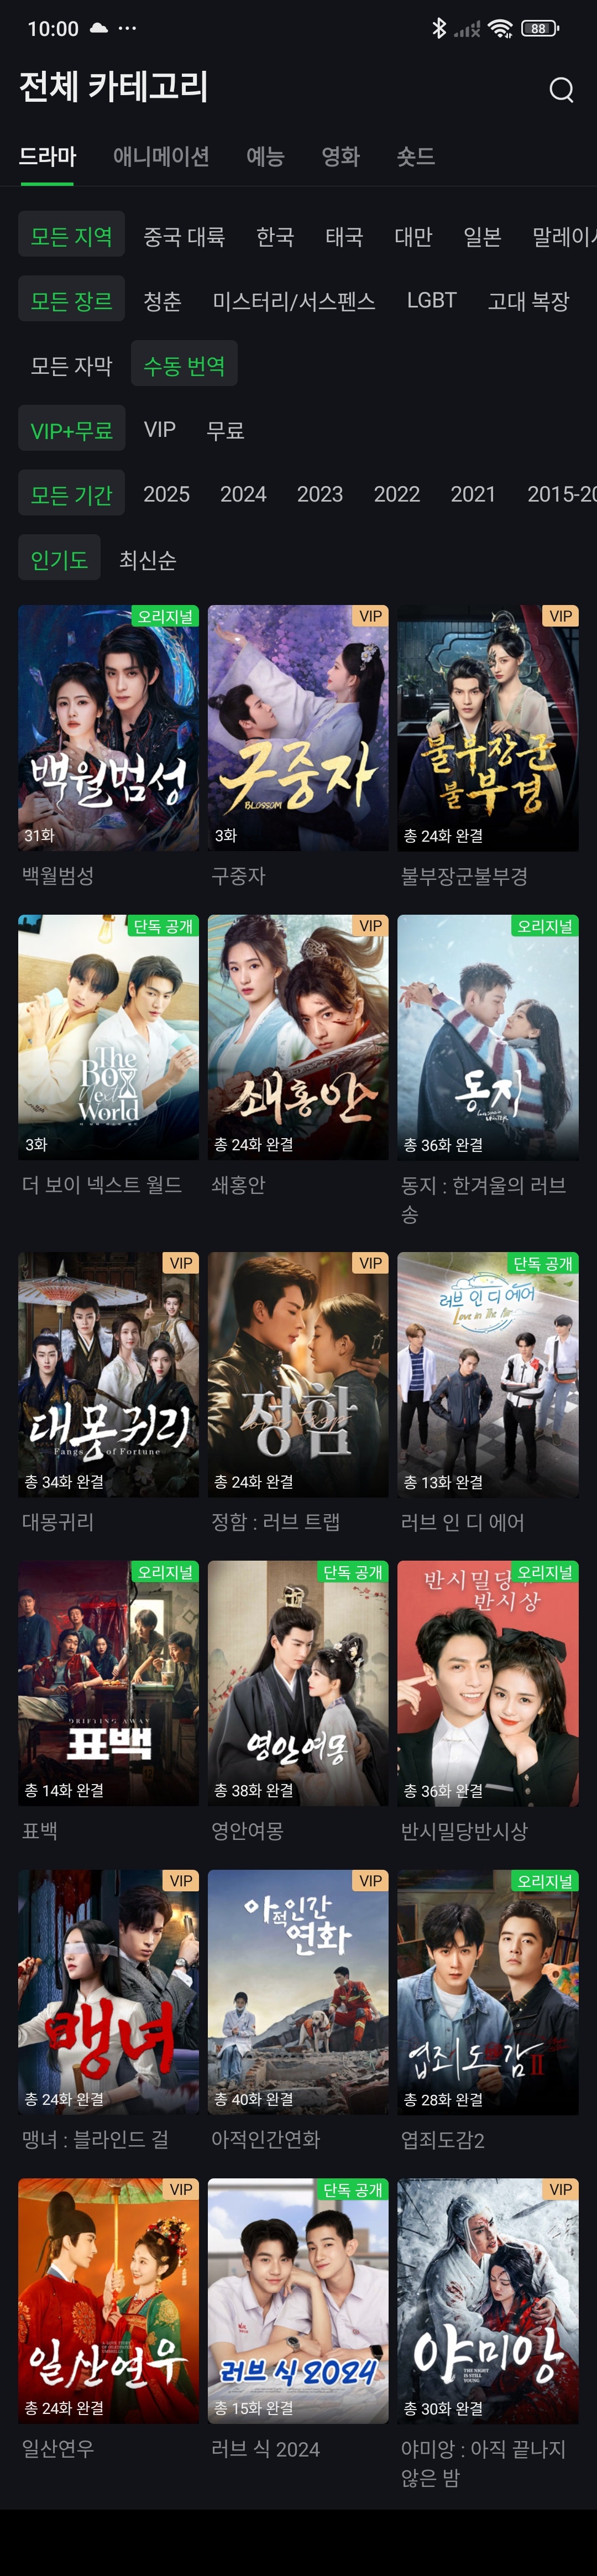 10:00
88
전체 카테고리
드라마 애니메이션 예능 영화 숏드
모든 지역 중국 대륙 한국 태국 대만 일본 말레이
모든 장르 청춘 미스터리/서스펜스 LGBT 고대 복장
모든 자막 수동 번역
VIP+무료 VIP 무료
모든 기간 2025 2024 2023 2022 2021 2015-20
인기도 최신순
오리지널
백월범성
31화
백월범성
VIP
구중자
BLOSSOM
3화
구중자
VIP
불부장군
불부경
총 24화 완결
불부장군불부경
단독 공개
The
Box
Next
World
3화
더 보이 넥스트 월드
VIP
쇄홍안
총 24화 완결
쇄홍안
오리지널
동지
총 36화 완결
동지 : 한겨울의 러브
송
VIP
대몽귀리
Fangs of Fortune
총 34화 완결
대몽귀리
VIP
정함
love trap
총 24화 완결
정함 : 러브 트랩
단독 공개
러브 인 디 에어
Love in The Air
총 13화 완결
러브 인 디 에어
오리지널
DRIFTING AWAY
표백
총 14화 완결
표백
단독 공개
영안여몽
총 38화 완결
영안여몽
오리지널
반시밀당
반시상
총 36화 완결
반시밀당반시상
VIP
맹녀
총 24화 완결
맹녀 : 블라인드 걸
VIP
아적인간
연화
총 40화 완결
아적인간연화
오리지널
엽죄도감 II
총 28화 완결
엽죄도감2
VIP
일산연우
총 24화 완결
일산연우
단독 공개
러브 식 2024
총 15화 완결
러브 식 2024
VIP
야미앙
THE NIGHT
IS STILL
YOUNG
총 30화 완결
야미앙 : 아직 끝나지
않은 밤